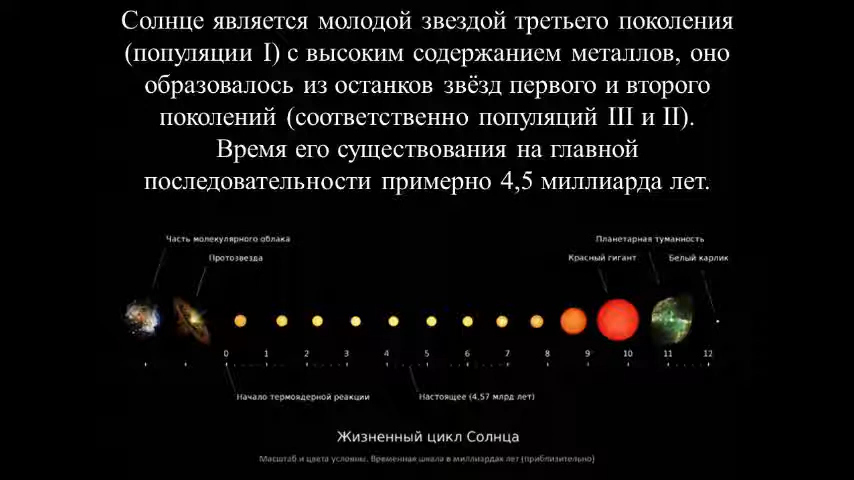 Солнце является молодой звездой третьего поколения
(популяции I) с высоким содержанием металлов, оно
образовалось из останков звёзд первого и второго
поколений (соответственно популяций III и II).
Время его существования на главной
последовательности примерно 4,5 миллиарда лет.
Часть молекулярного облака
Планетарная туманность
Протозвезда
Красный гигант
Белый карлик
0 1 2 3 4 5 6 7 8 9 10 11 12
Начало термоядерной реакции
Настоящее (4,57 млрд лет)
Жизненный цикл Солнца
Масштаб и цвета условны. Временная шкала в миллиардах лет (приблизительно)